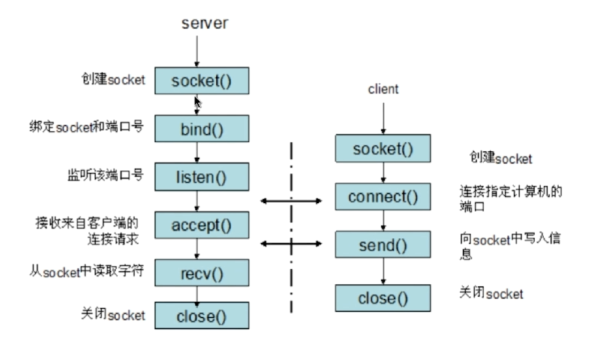 server
创建socket
socket()
绑定socket和端口号
bind()
监听该端口号
listen()
接收来自客户端的
连接请求
accept()
从socket中读取字符
recv()
关闭socket
close()
client
socket()
创建socket
connect()
连接指定计算机的
端口
send()
向socket中写入信
息
close()
关闭socket